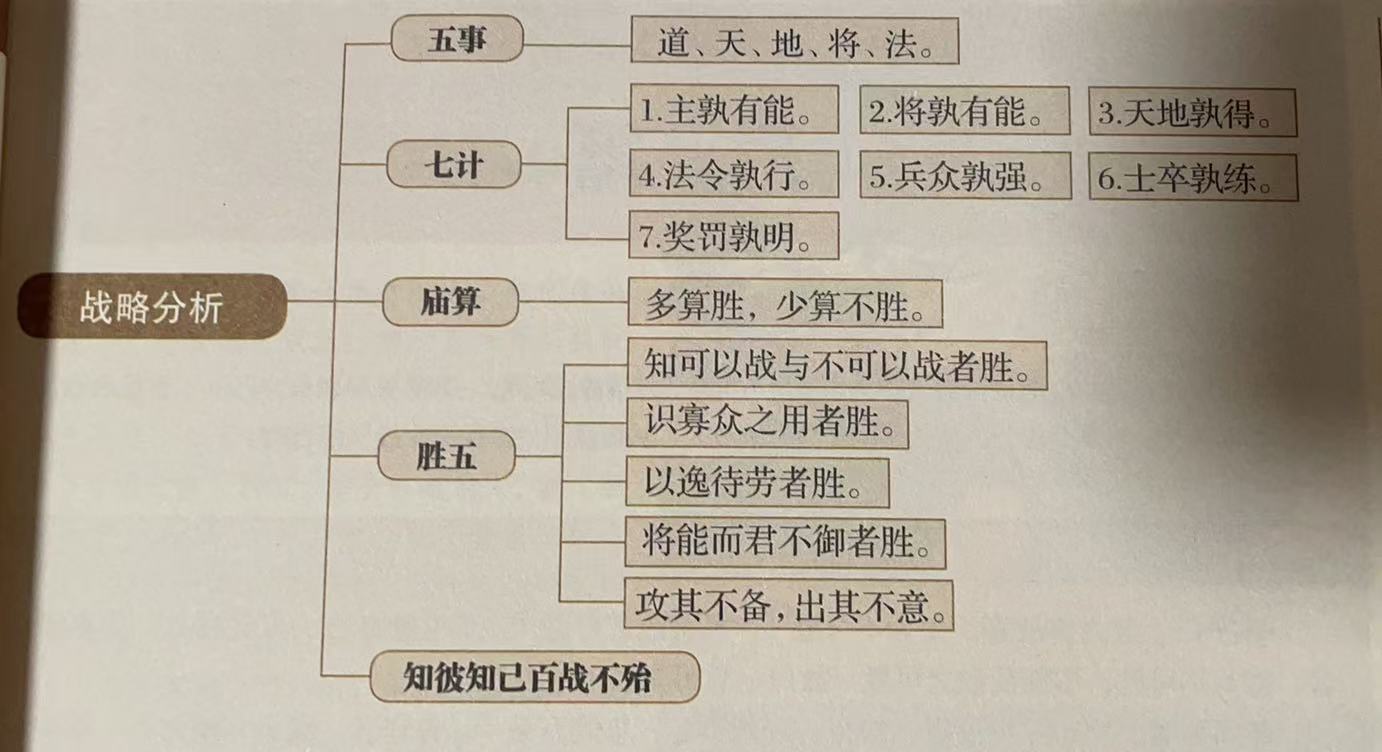 战略分析
五事
道、天、地、将、法。
七计
1.主孰有能。
2.将孰有能。
3.天地孰得。
4.法令孰行。
5.兵众孰强。
6.士卒孰练。
7.奖罚孰明。
庙算
多算胜，少算不胜。
胜五
知可以战与不可以战者胜。
识寡众之用者胜。
以逸待劳者胜。
将能而君不御者胜。
攻其不备，出其不意。
知彼知己百战不殆